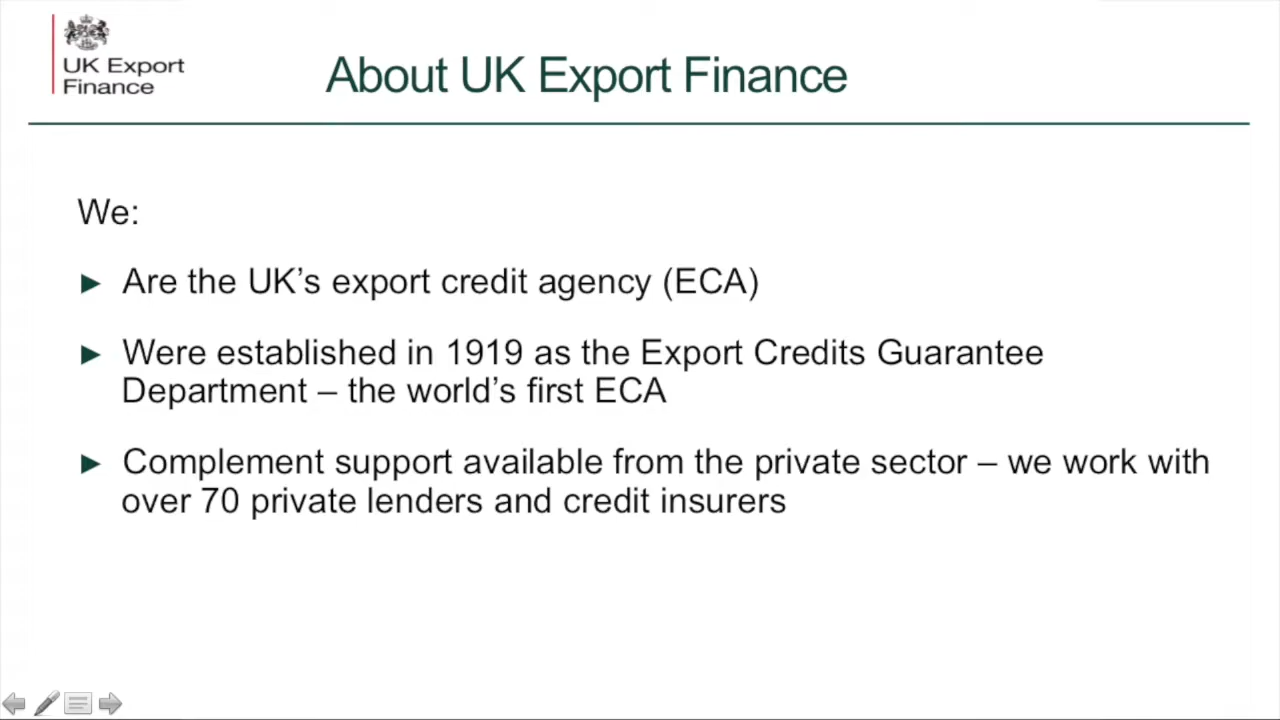 UK Export
Finance
About UK Export Finance
We:
► Are the UK’s export credit agency (ECA)
► Were established in 1919 as the Export Credits Guarantee
Department – the world’s first ECA
► Complement support available from the private sector – we work with
over 70 private lenders and credit insurers